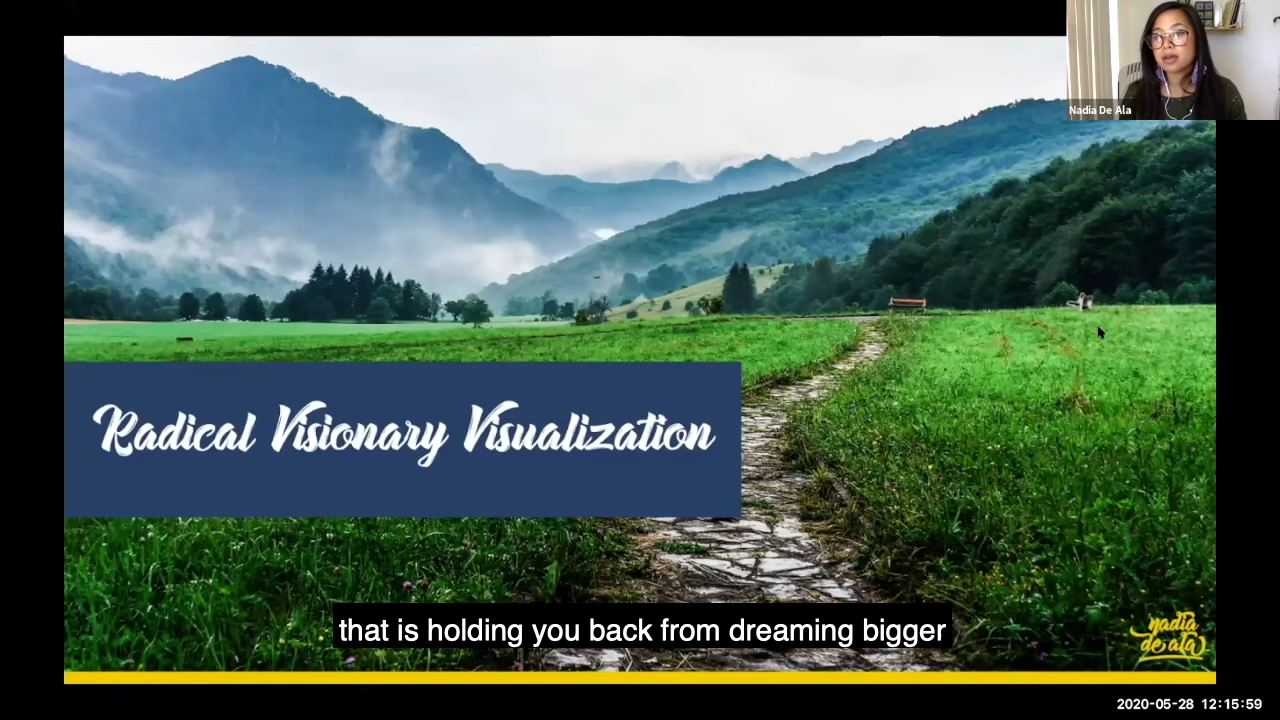 Nadia De Ala
Radical Visionary Visualization
that is holding you back from dreaming bigger
nadia
de ala
2020-05-28 12:15:59